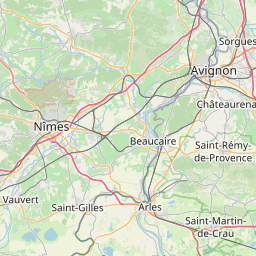 Sorgues
Avignon
Châteaurena
Nîmes
Beaucaire
Saint-Rémy-
de-Provence
Vauvert
Saint-Gilles
Arles
Saint-Martin-
de-Crau